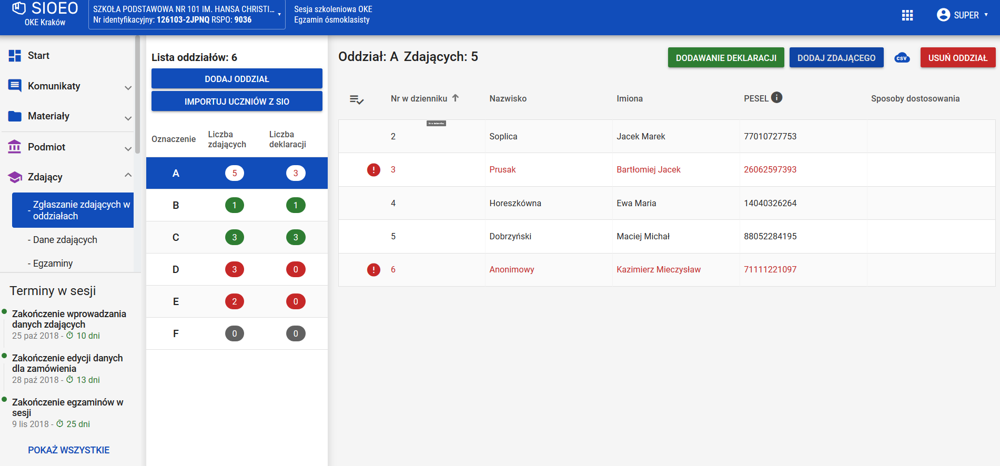 SIOEO
OKE Kraków
SZKOŁA PODSTAWOWA NR 101 IM. HANSA CHRISTI...
Nr identyfikacyjny: 126103-2JPNQ RSPO: 9036
Sesja szkoleniowa OKE
Egzamin ósmoklasisty
SUPER
Start
Komunikaty
Materiały
Podmiot
Zdający
- Zgłaszanie zdających w
oddziałach
- Dane zdających
- Egzaminy
Terminy w sesji
Zakończenie wprowadzania
danych zdających
25 paź 2018 - 10 dni
Zakończenie edycji danych
dla zamówienia
28 paź 2018 - 13 dni
Zakończenie egzaminów w
sesji
9 lis 2018 - 25 dni
POKAŻ WSZYSTKIE
Lista oddziałów: 6
DODAJ ODDZIAŁ
IMPORTUJ UCZNIÓW Z SIO
Oznaczenie Liczba zdających Liczba deklaracji
A 5 3
B 1 1
C 3 3
D 3 0
E 2 0
F 0 0
Oddział: A Zdających: 5
DODAWANIE DEKLARACJI
DODAJ ZDAJĄCEGO
CSV
USUŃ ODDZIAŁ
Nr w dzienniku Nazwisko Imiona PESEL Sposoby dostosowania
Nr w dzienniku
2 Soplica Jacek Marek 77010727753
3 Prusak Bartłomiej Jacek 26062597393
4 Horeszkówna Ewa Maria 14040326264
5 Dobrzyński Maciej Michał 88052284195
6 Anonimowy Kazimierz Mieczysław 71111221097